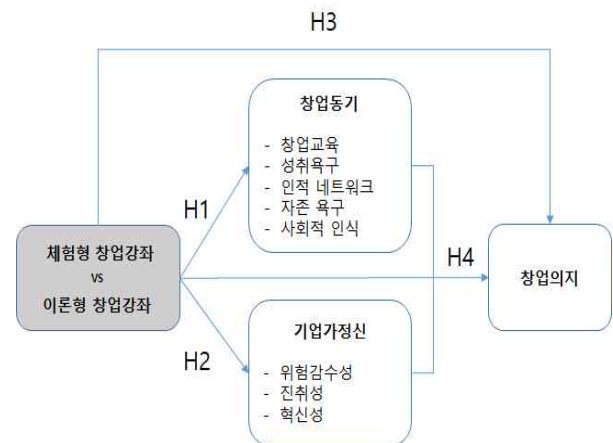 H3
창업동기
- 창업교육
- 성취욕구
- 인적 네트워크
- 자존 욕구
- 사회적 인식
H1
체험형 창업강좌
vs
이론형 창업강좌
H4
창업의지
H2
기업가정신
- 위험감수성
- 진취성
- 혁신성